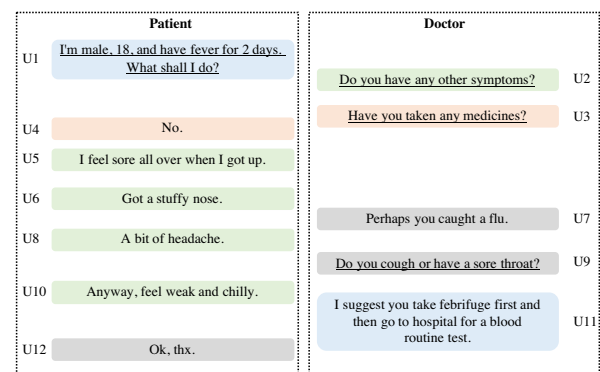 Patient
Doctor
U1
I'm male, 18, and have fever for 2 days.
What shall I do?
Do you have any other symptoms?
U2
Have you taken any medicines?
U3
U4
No.
U5
I feel sore all over when I got up.
U6
Got a stuffy nose.
Perhaps you caught a flu.
U7
U8
A bit of headache.
Do you cough or have a sore throat?
U9
U10
Anyway, feel weak and chilly.
I suggest you take febrifuge first and
then go to hospital for a blood
routine test.
U11
U12
Ok, thx.